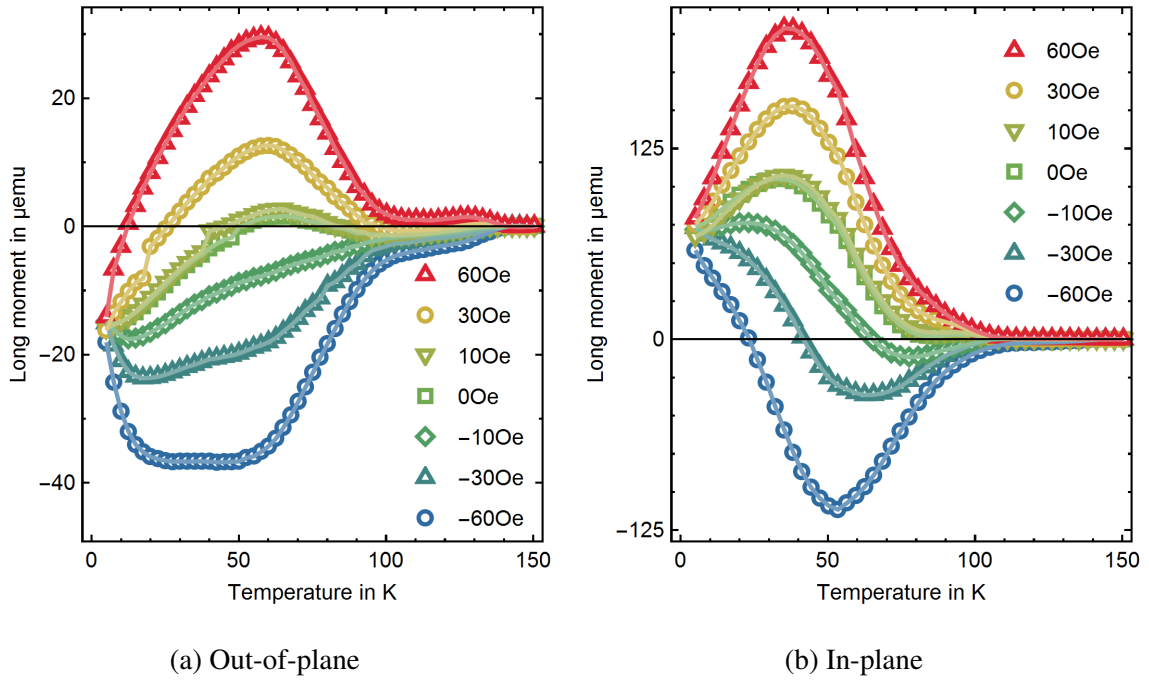 Long moment in μemu
20
0
-20
-40
0
50
100
150
Temperature in K
60Oe
30Oe
10Oe
0Oe
-10Oe
-30Oe
-60Oe
(a) Out-of-plane
Long moment in μemu
125
0
-125
0
50
100
150
Temperature in K
60Oe
30Oe
10Oe
0Oe
-10Oe
-30Oe
-60Oe
(b) In-plane